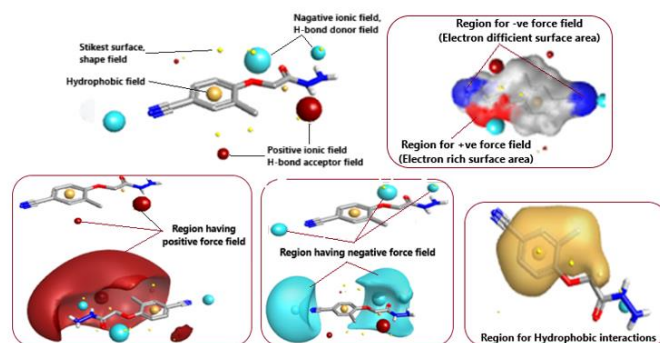 Nagative ionic field,
H-bond donor field
Stikest surface,
shape field
Hydrophobic field
Positive ionic field
H-bond acceptor field
Region for -ve force field
(Electron difficient surface area)
Region for +ve force field
(Electron rich surface area)
Region having
positive force field
Region having negative force field
Region for Hydrophobic interactions